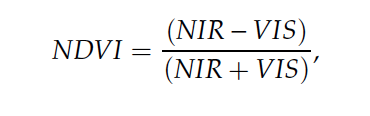 NDVI = (NIR – VIS) / (NIR + VIS),